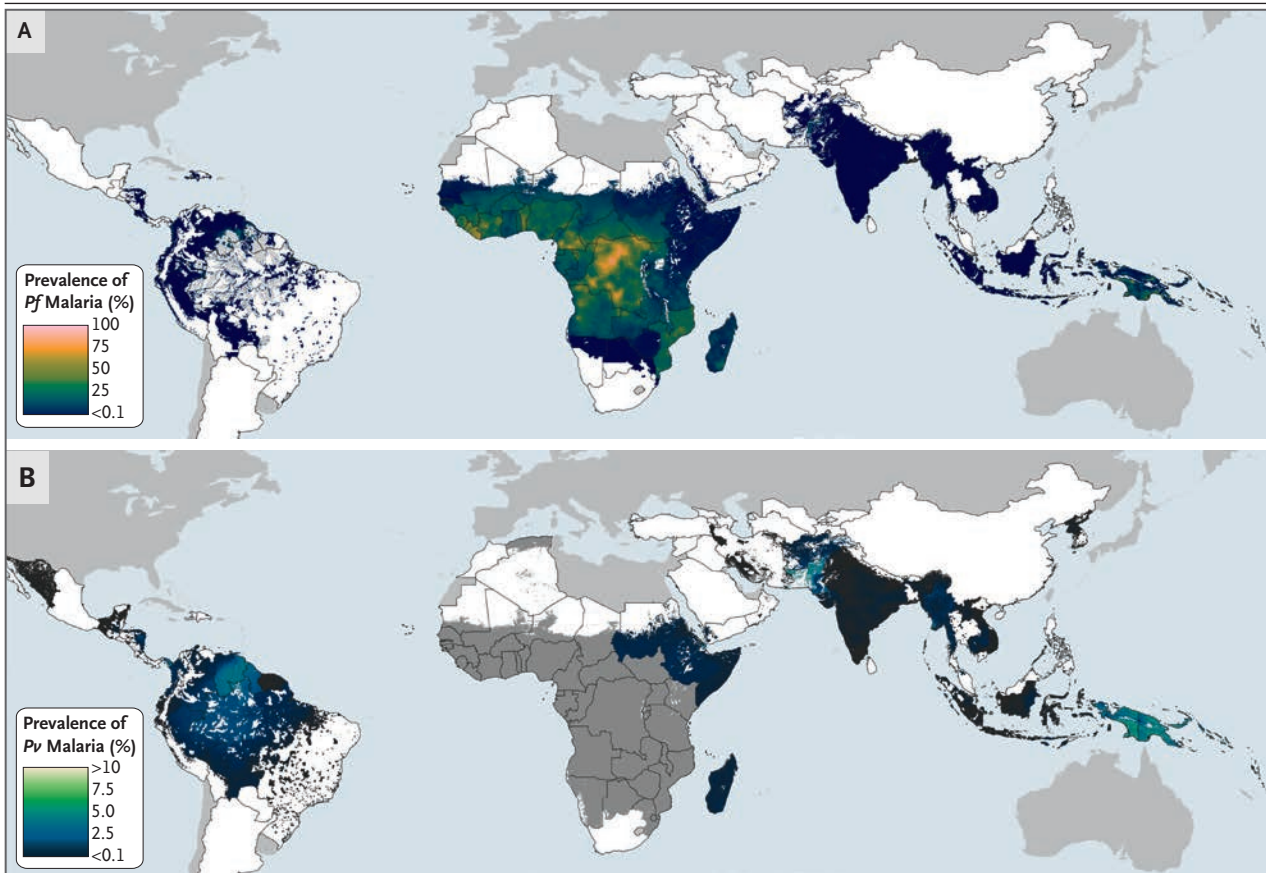 A
Prevalence of
Pf Malaria (%)
100
75
50
25
<0.1
B
Prevalence of
Pv Malaria (%)
>10
7.5
5.0
2.5
<0.1